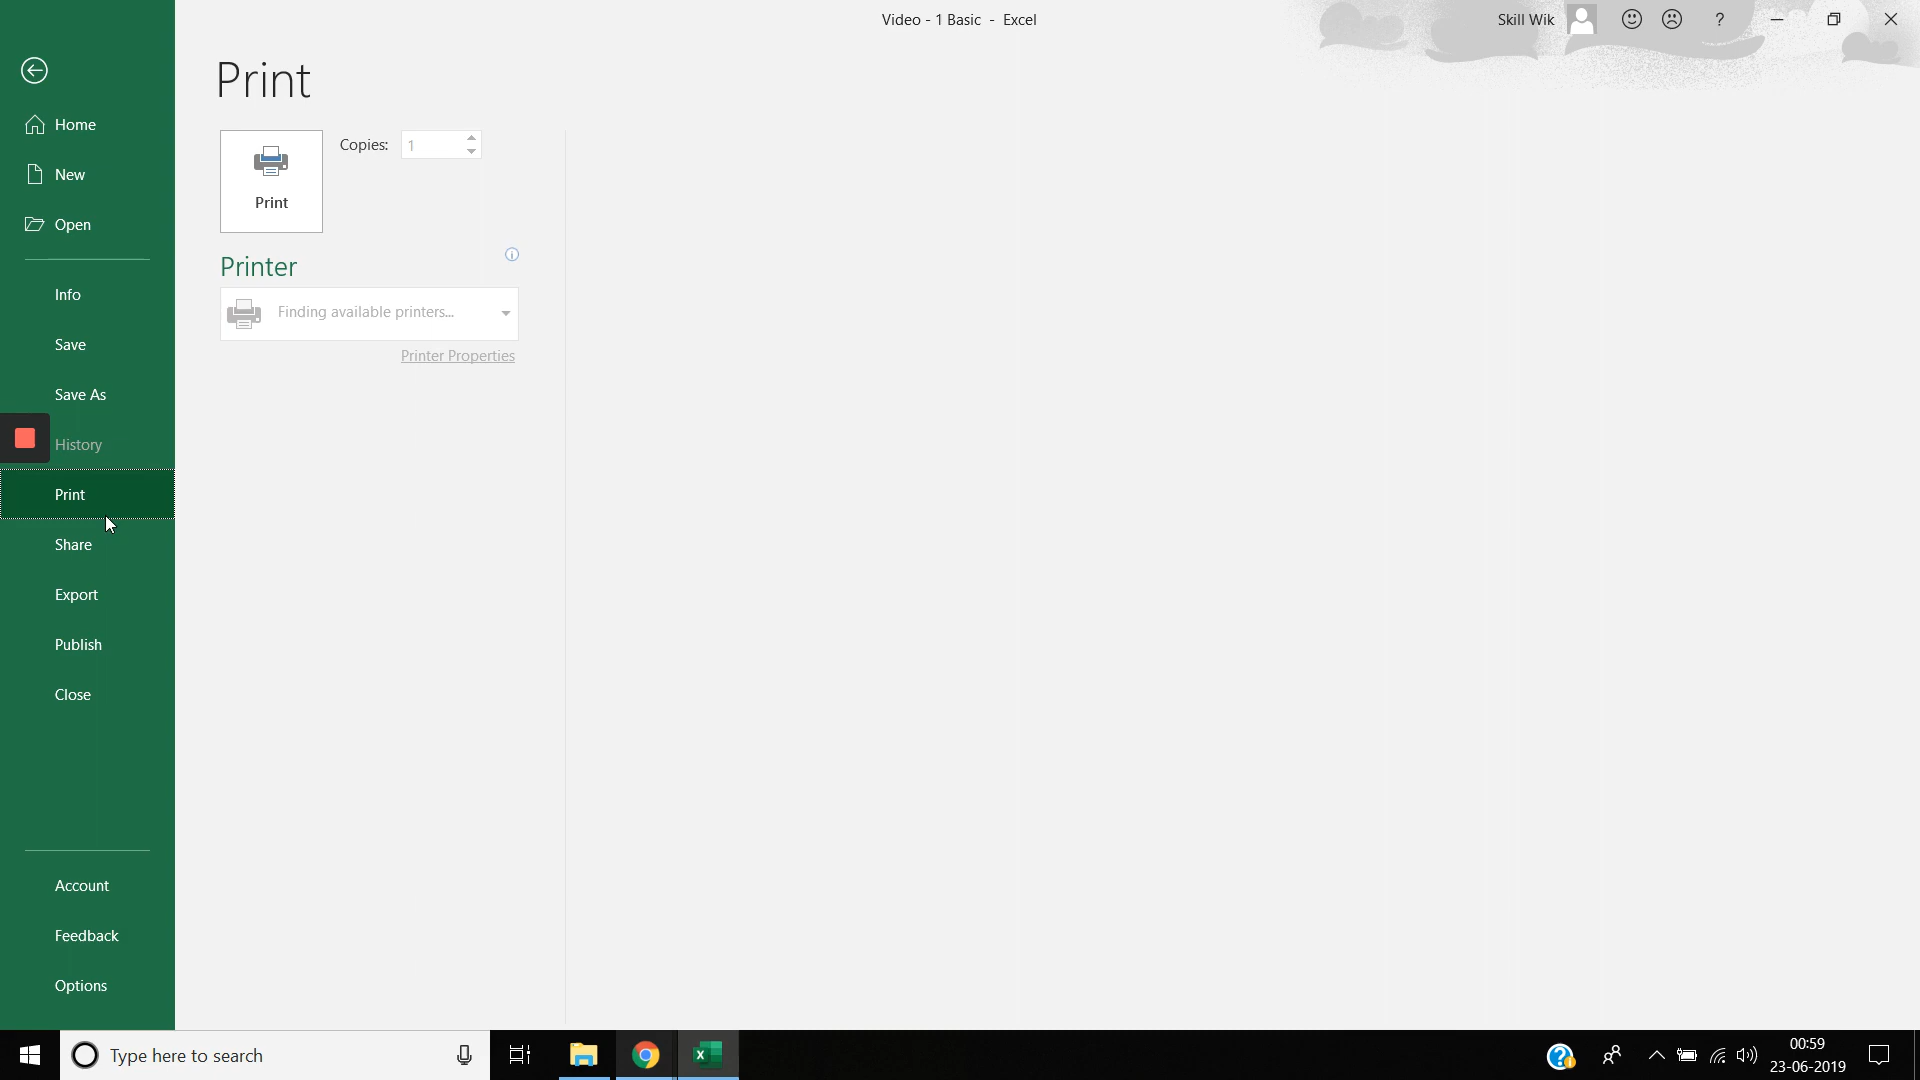 Video - 1 Basic - Excel
Skill Wik
?
Print
Home
New
Open
Info
Save
Save As
History
Print
Share
Export
Publish
Close
Account
Feedback
Options
Copies: 1
Print
Printer
Finding available printers...
Printer Properties
Type here to search
00:59
23-06-2019